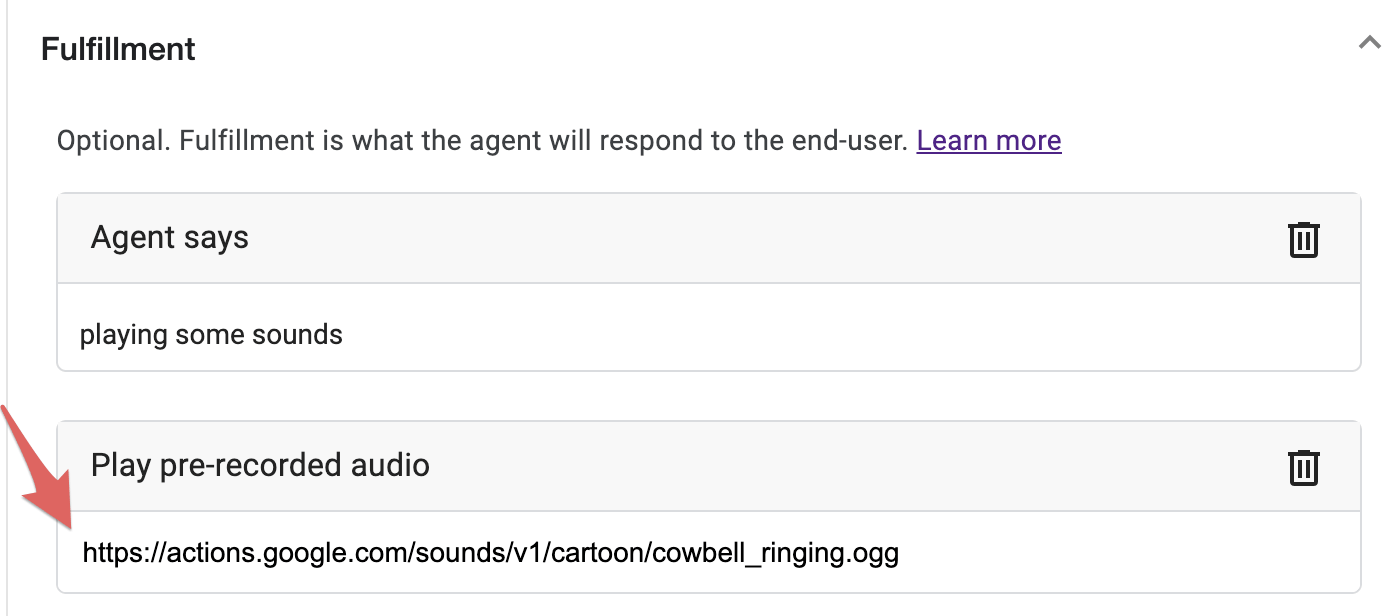 Fulfillment
Optional. Fulfillment is what the agent will respond to the end-user. Learn more
Agent says
playing some sounds
Play pre-recorded audio
https://actions.google.com/sounds/v1/cartoon/cowbell_ringing.ogg